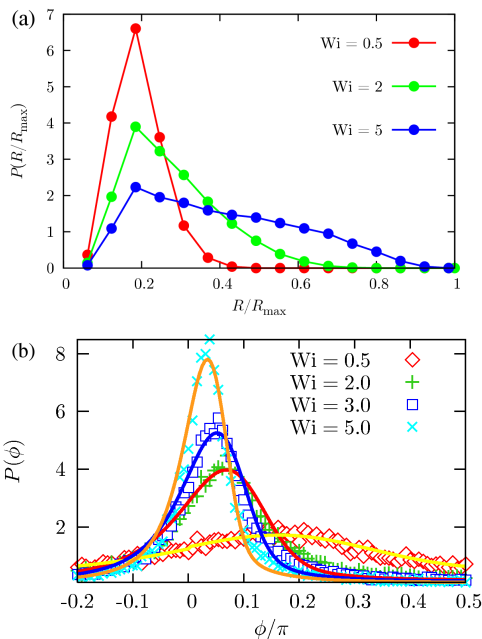 (a)
7
6
5
4
3
2
1
0
P(R/R_max)
Wi = 0.5
Wi = 2
Wi = 5
0 0.2 0.4 0.6 0.8 1
R/R_max
(b)
8
6
4
2
P(ϕ)
Wi = 0.5
Wi = 2.0
Wi = 3.0
Wi = 5.0
-0.2 -0.1 0 0.1 0.2 0.3 0.4 0.5
ϕ/π